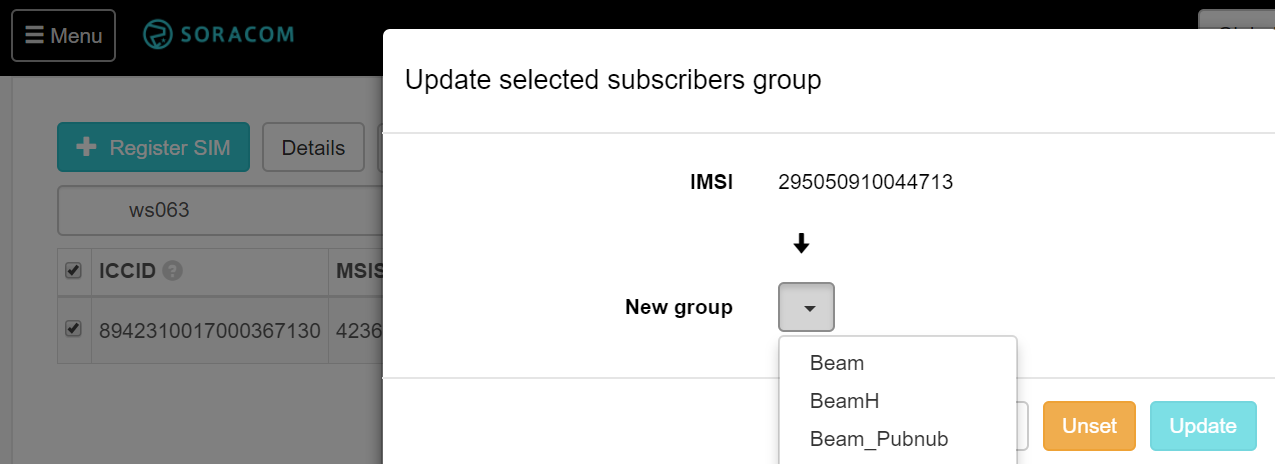 Menu
SORACOM
Update selected subscribers group
Register SIM
Details
IMSI
295050910044713
ws063
ICCID
MSIS
New group
8942310017000367130
4236
Beam
BeamH
Beam_Pubnub
Unset
Update